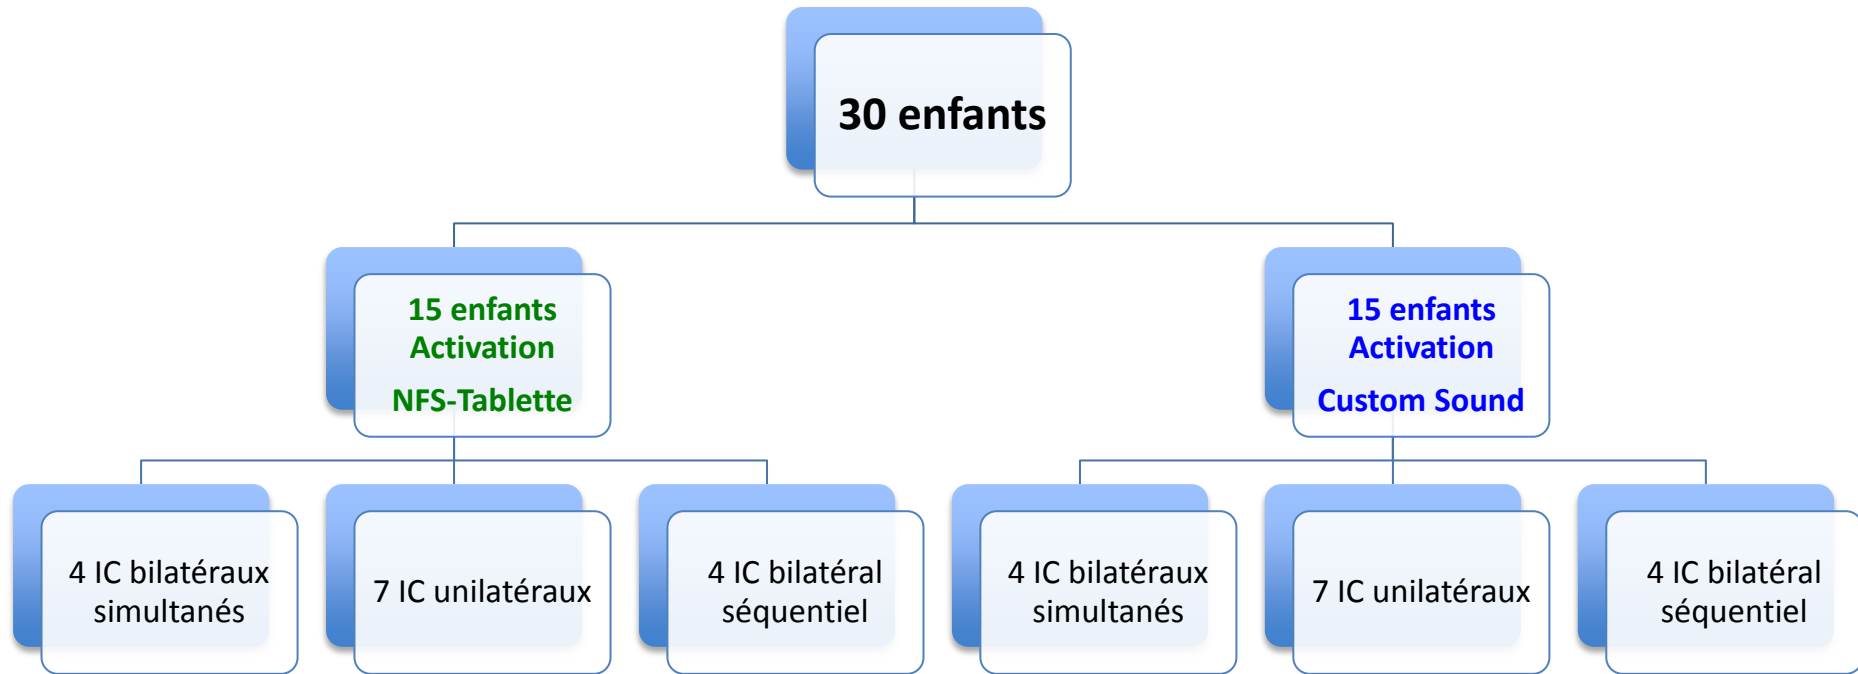 30 enfants
15 enfants
Activation
NFS-Tablette
15 enfants
Activation
Custom Sound
4 IC bilatéraux
simultanés
7 IC unilatéraux
4 IC bilatéral
séquentiel
4 IC bilatéraux
simultanés
7 IC unilatéraux
4 IC bilatéral
séquentiel